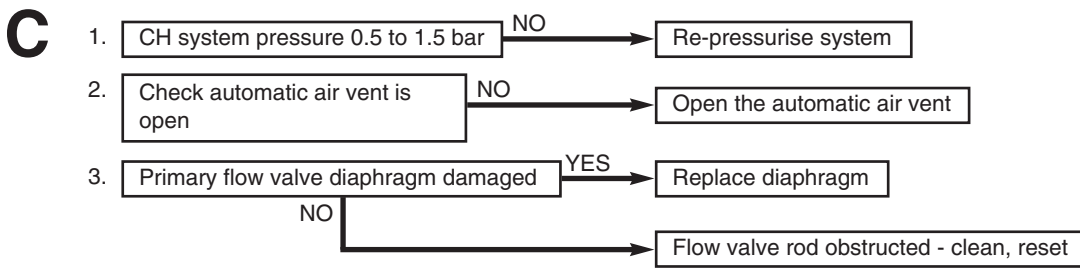 C
1. CH system pressure 0.5 to 1.5 bar NO Re-pressurise system
2. Check automatic air vent is
open NO Open the automatic air vent
3. Primary flow valve diaphragm damaged YES Replace diaphragm
NO Flow valve rod obstructed - clean, reset